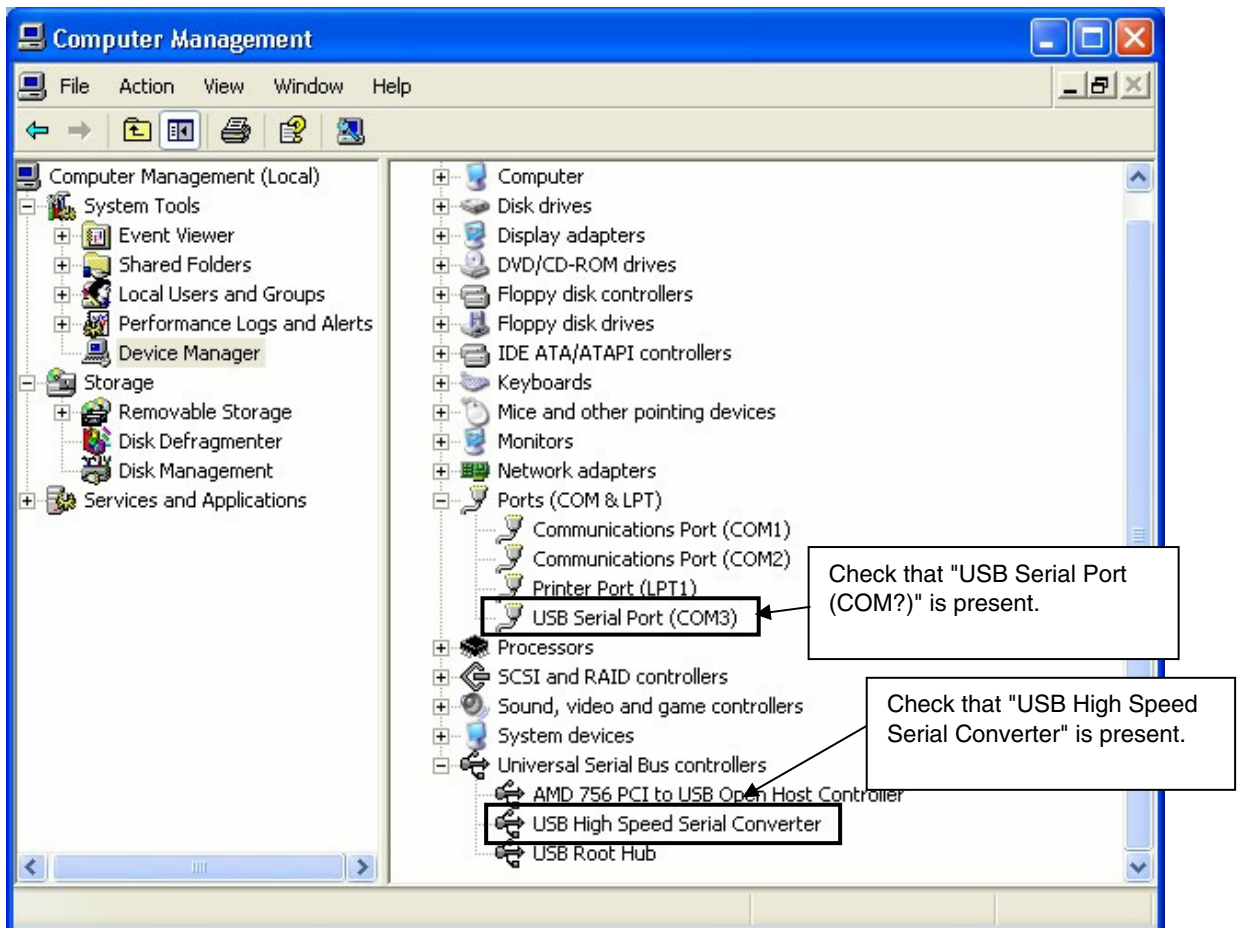 Computer Management
File Action View Window Help
Computer Management (Local)
System Tools
Event Viewer
Shared Folders
Local Users and Groups
Performance Logs and Alerts
Device Manager
Storage
Removable Storage
Disk Defragmenter
Disk Management
Services and Applications
Computer
Disk drives
Display adapters
DVD/CD-ROM drives
Floppy disk controllers
Floppy disk drives
IDE ATA/ATAPI controllers
Keyboards
Mice and other pointing devices
Monitors
Network adapters
Ports (COM & LPT)
Communications Port (COM1)
Communications Port (COM2)
Printer Port (LPT1)
USB Serial Port (COM3)
Processors
SCSI and RAID controllers
Sound, video and game controllers
System devices
Universal Serial Bus controllers
AMD 756 PCI to USB Open Host Controller
USB High Speed Serial Converter
USB Root Hub
Check that "USB Serial Port
(COM?)" is present.
Check that "USB High Speed
Serial Converter" is present.